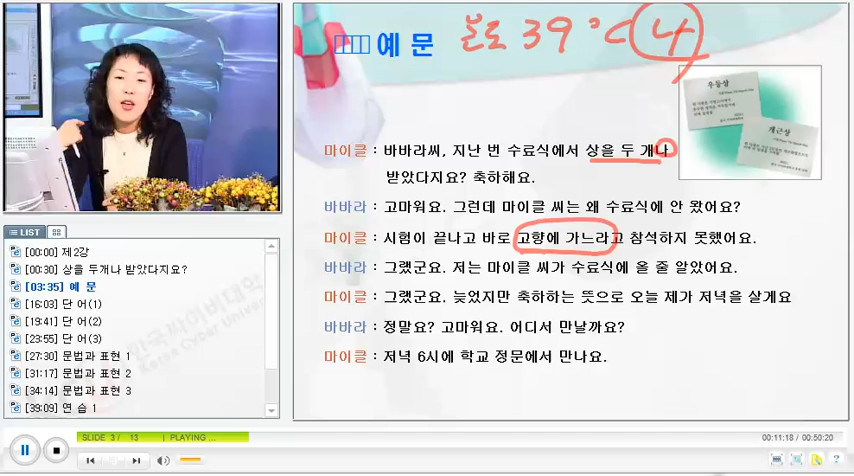 예 문
온도 39°C 나
우등상
개근상
마이클 : 바바라씨, 지난 번 수료식에서 상을 두 개나
받았다지요? 축하해요.
바바라 : 고마워요. 그런데 마이클 씨는 왜 수료식에 안 왔어요?
마이클 : 시험이 끝나고 바로 고향에 가느라고 참석하지 못했어요.
바바라 : 그랬군요. 저는 마이클 씨가 수료식에 올 줄 알았어요.
마이클 : 그랬군요. 늦었지만 축하하는 뜻으로 오늘 제가 저녁을 살게요
바바라 : 정말요? 고마워요. 어디서 만날까요?
마이클 : 저녁 6시에 학교 정문에서 만나요.
LIST
[00:00] 제2강
[00:30] 상을 두개나 받았다지요?
[03:35] 예 문
[16:03] 단 어(1)
[19:41] 단 어(2)
[23:55] 단 어(3)
[27:30] 문법과 표현 1
[31:17] 문법과 표현 2
[34:14] 문법과 표현 3
[39:09] 연 습 1
한국싸이버대학
Korea Cyber Univer
SLIDE 3 / 13 | PLAYING ...
00:11:18 / 00:50:20